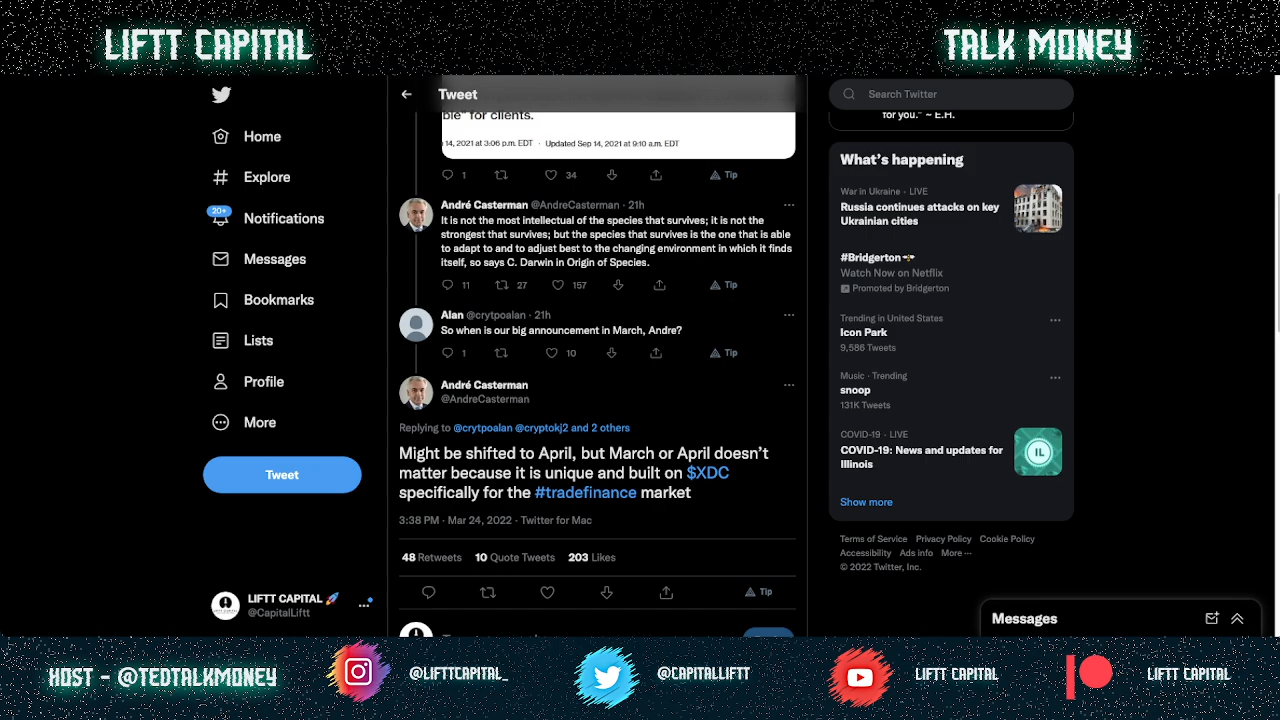 LIFTT CAPITAL
TALK MONEY
Home
Explore
20+
Notifications
Messages
Bookmarks
Lists
Profile
More
Tweet
LIFTT CAPITAL 🚀
@CapitalLiftt
Tweet
ble" for clients.
14, 2021 at 3:06 p.m. EDT · Updated Sep 14, 2021 at 9:10 a.m. EDT
1 34 Tip
André Casterman @AndreCasterman · 21h
It is not the most intellectual of the species that survives; it is not the
strongest that survives; but the species that survives is the one that is able
to adapt to and to adjust best to the changing environment in which it finds
itself, so says C. Darwin in Origin of Species.
11 27 157 Tip
Alan @crytpoalan · 21h
So when is our big announcement in March, Andre?
1 10 Tip
André Casterman
@AndreCasterman
Replying to @crytpoalan @cryptokj2 and 2 others
Might be shifted to April, but March or April doesn't
matter because it is unique and built on $XDC
specifically for the #tradefinance market
3:38 PM · Mar 24, 2022 · Twitter for Mac
48 Retweets 10 Quote Tweets 203 Likes
Tip
Search Twitter
for you." ~ E.H.
What's happening
War in Ukraine · LIVE
Russia continues attacks on key
Ukrainian cities
#Bridgerton
Watch Now on Netflix
Promoted by Bridgerton
Trending in United States
Icon Park
9,586 Tweets
Music · Trending
snoop
131K Tweets
COVID-19 · LIVE
COVID-19: News and updates for
Illinois
IL
Show more
Terms of Service Privacy Policy Cookie Policy
Accessibility Ads info More ···
© 2022 Twitter, Inc.
Messages
HOST - @TEDTALKMONEY
@LIFTTCAPITAL_
@CAPITALLIFTT
LIFTT CAPITAL
LIFTT CAPITAL